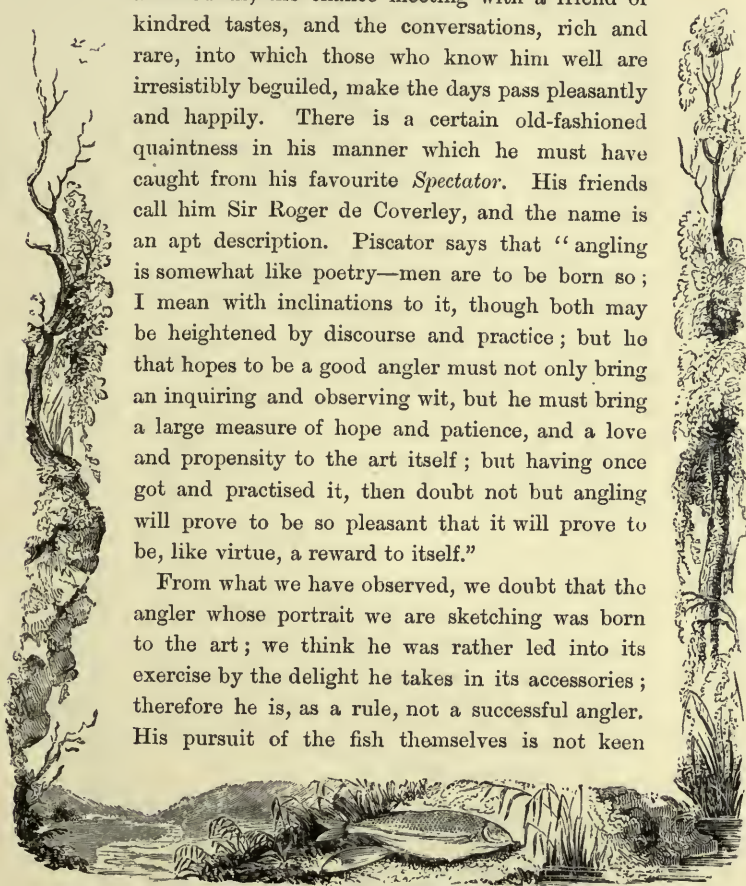 the chance meeting with a friend of
kindred tastes, and the conversations, rich and
rare, into which those who know him well are
irresistibly beguiled, make the days pass pleasantly
and happily. There is a certain old-fashioned
quaintness in his manner which he must have
caught from his favourite Spectator. His friends
call him Sir Roger de Coverley, and the name is
an apt description. Piscator says that “angling
is somewhat like poetry—men are to be born so;
I mean with inclinations to it, though both may
be heightened by discourse and practice; but he
that hopes to be a good angler must not only bring
an inquiring and observing wit, but he must bring
a large measure of hope and patience, and a love
and propensity to the art itself; but having once
got and practised it, then doubt not but angling
will prove to be so pleasant that it will prove to
be, like virtue, a reward to itself.”
From what we have observed, we doubt that the
angler whose portrait we are sketching was born
to the art; we think he was rather led into its
exercise by the delight he takes in its accessories;
therefore he is, as a rule, not a successful angler.
His pursuit of the fish themselves is not keen